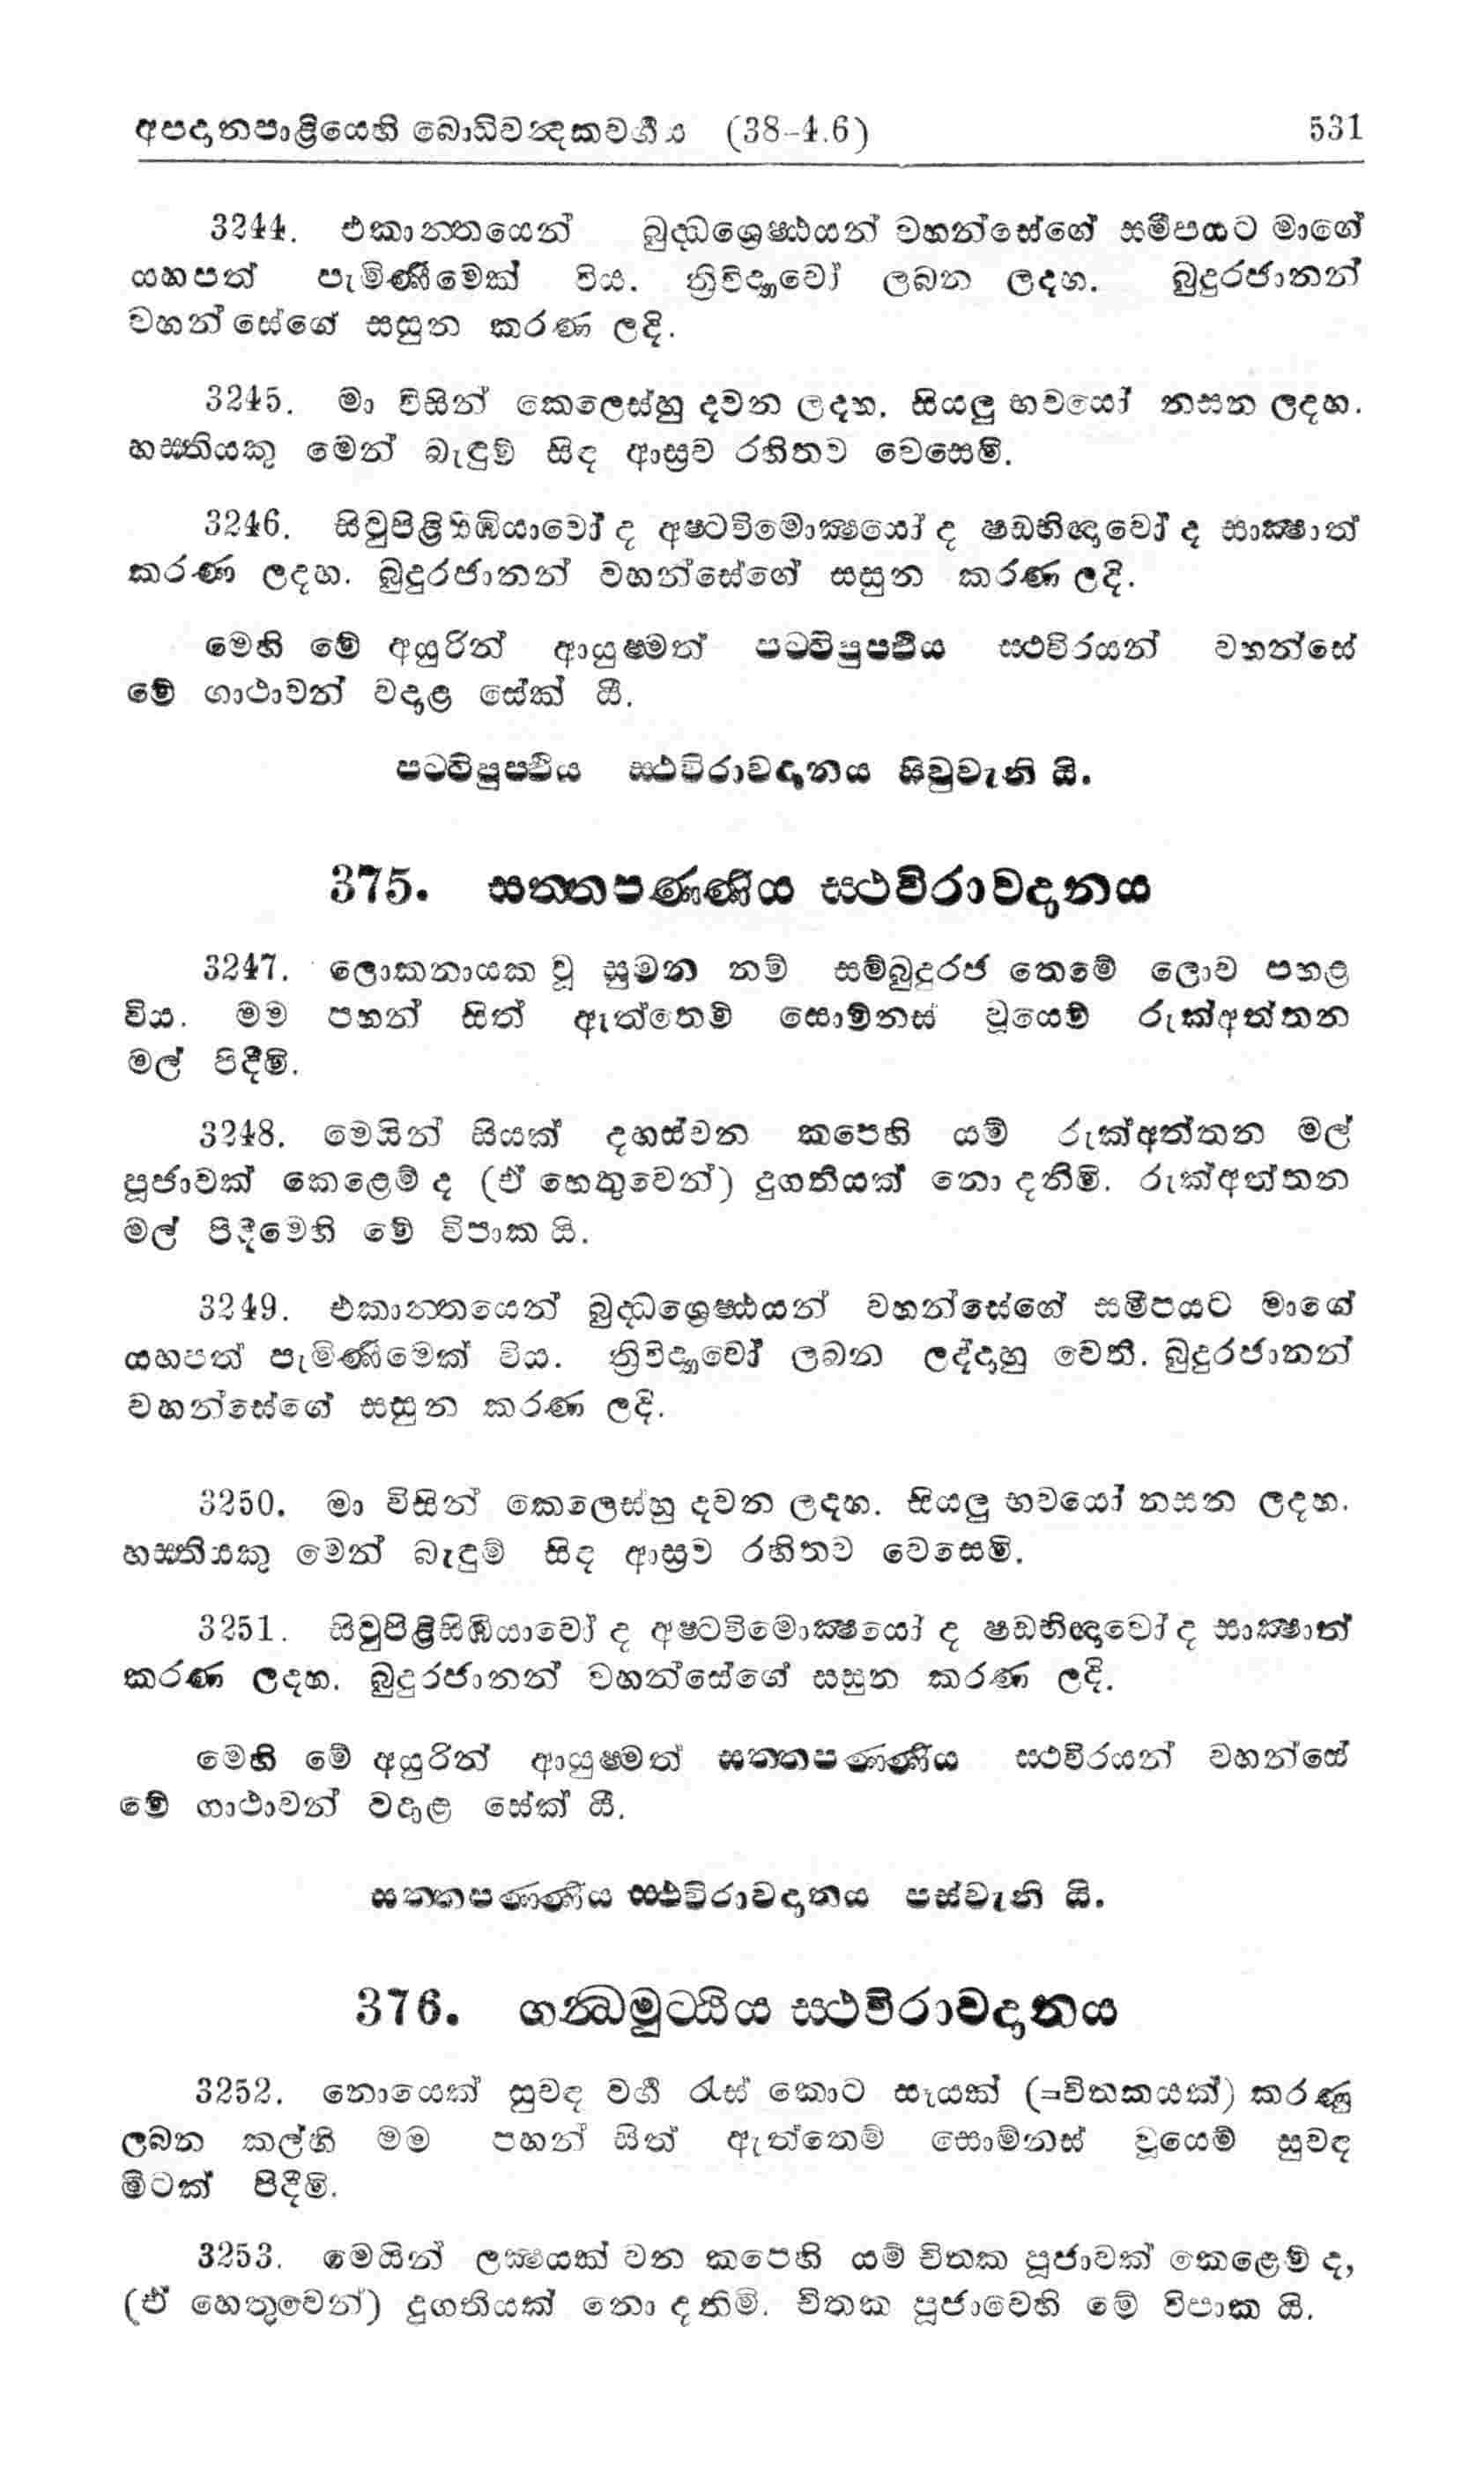 අපදානපාළියෙහි බොධිවන්‍දකවර්‍ගය (38-4.6) 531
3244. එකාන්‍තයෙන් බුද්‍ධශ්‍රෙෂ්ඨයන් වහන්සේගේ සමීපයට මාගේ
යහපත් පැමිණීමෙක් විය. ත්‍රිවිද්‍යාවෝ ලබන ලදහ. බුදුරජානන්
වහන්සේගේ සසුන කරණ ලදි.
3245. මා විසින් කෙලෙස්හු දවන ලදහ. සියලු භවයෝ නසන ලදහ.
හස්තියකු මෙන් බැඳුම් සිඳ ආස්‍රව රහිතව වෙසෙමි.
3246. සිවුපිළිසිඹියාවෝ ද අෂ්ටවිමොක්‍ෂයෝ ද ෂඩභිඥාවෝ ද සාක්‍ෂාත්
කරණ ලදහ. බුදුරජානන් වහන්සේගේ සසුන කරණ ලදි.
මෙහි මේ අයුරින් ආයුෂ්මත් පටවිපුප්ඵිය ස්ථවිරයන් වහන්සේ
මේ ගාථාවන් වදාළ සේක් යී.
පටවිපුප්ඵිය ස්ථවිරාවදානය සිවුවැනි යි.
375. සත්‍තපණ්ණිය ස්ථවිරාවදානය
3247. ලොකනායක වූ සුමන නම් සම්බුදුරජ තෙමේ ලොව පහළ
විය. මම පහන් සිත් ඇත්තෙම් සොම්නස් වූයෙම් රුක්අත්තන
මල් පිදීමි.
3248. මෙයින් සියක් දහස්වන කපෙහි යම් රුක්අත්තන මල්
පූජාවක් කෙළෙම් ද (ඒ හෙතුවෙන්) දුගතියක් නො දනිමි. රුක්අත්තන
මල් පිදීමෙහි මේ විපාක යි.
3249. එකාන්‍තයෙන් බුද්‍ධශ්‍රෙෂ්ඨයන් වහන්සේගේ සමීපයට මාගේ
යහපත් පැමිණීමෙක් විය. ත්‍රිවිද්‍යාවෝ ලබන ලද්දාහු වෙති. බුදුරජානන්
වහන්සේගේ සසුන කරණ ලදි.
3250. මා විසින් කෙලෙස්හු දවන ලදහ. සියලු භවයෝ නසන ලදහ.
හස්තියකු මෙන් බැඳුම් සිඳ ආස්‍රව රහිතව වෙසෙමි.
3251. සිවුපිළිසිඹියාවෝ ද අෂ්ටවිමොක්‍ෂයෝ ද ෂඩභිඥාවෝ ද සාක්‍ෂාත්
කරණ ලදහ. බුදුරජානන් වහන්සේගේ සසුන කරණ ලදි.
මෙහි මේ අයුරින් ආයුෂ්මත් සත්‍තපණ්ණිය ස්ථවිරයන් වහන්සේ
මේ ගාථාවන් වදාළ සේක් යී.
සත්‍තපණ්ණිය ස්ථවිරාවදානය පස්වැනි යි.
376. ගන්‍ධමුට්ඨිය ස්ථවිරාවදානය
3252. නොයෙක් සුවඳ වර්‍ග රැස් කොට සෑයක් (=චිතකයක්) කරණු
ලබන කල්හි මම පහන් සිත් ඇත්තෙම් සොම්නස් වූයෙම් සුවඳ
මිටක් පිදීමි.
3253. මෙයින් ලක්‍ෂයක් වන කපෙහි යම් චිතක පූජාවක් කෙළෙම් ද,
(ඒ හෙතුවෙන්) දුගතියක් නො දනිමි. චිතක පූජාවෙහි මේ විපාක යි.